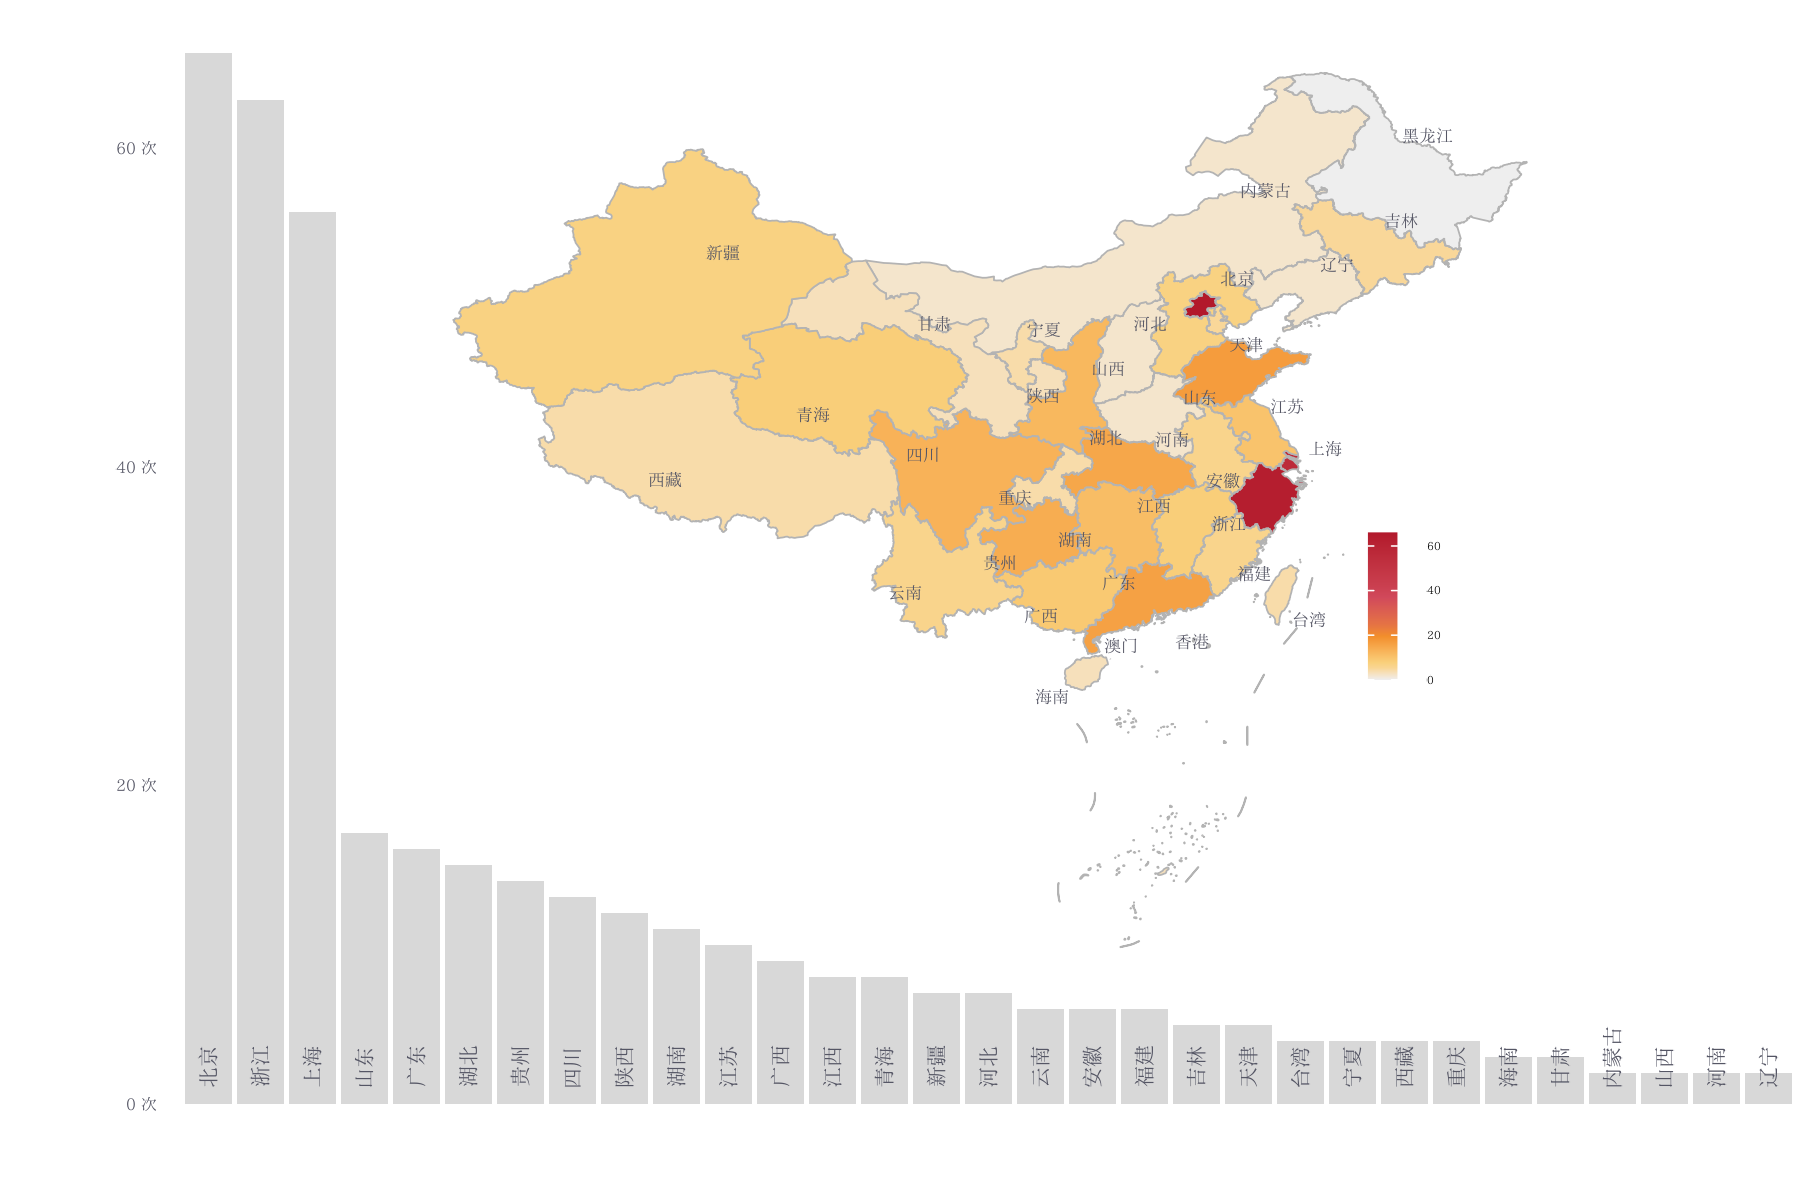 60 次
40 次
20 次
0 次
黑龙江
内蒙古
吉林
新疆
辽宁
北京
甘肃
宁夏
河北
天津
山西
陕西
山东
江苏
青海
湖北
河南
上海
四川
西藏
安徽
重庆
江西
浙江
湖南
贵州
福建
广东
云南
广西
台湾
澳门
香港
海南
60
40
20
0
北京
浙江
上海
山东
广东
湖北
贵州
四川
陕西
湖南
江苏
广西
江西
青海
新疆
河北
云南
安徽
福建
吉林
天津
台湾
宁夏
西藏
重庆
海南
甘肃
内蒙古
山西
河南
辽宁